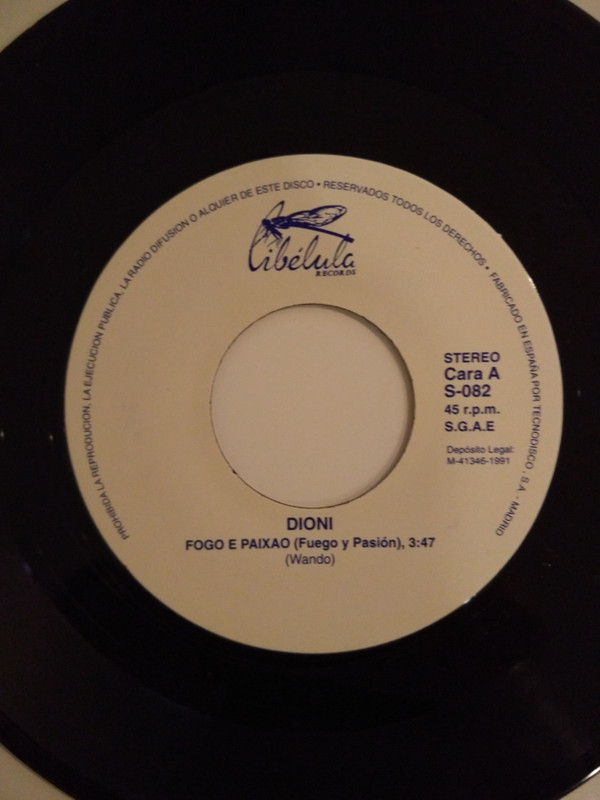 PROHIBIDA LA REPRODUCION, LA EJECUCION PUBLICA, LA RADIO DIFUSION O ALQUIER DE ESTE DISCO • RESERVADOS TODOS LOS DERECHOS • FABRICADO EN ESPAÑA POR TECNODISCO, S.A. - MADRID
Libélula
RECORDS
STEREO
Cara A
S-082
45 r.p.m.
S.G.A.E
Depósito Legal:
M-41346-1991
DIONI
FOGO E PAIXAO (Fuego y Pasión), 3:47
(Wando)